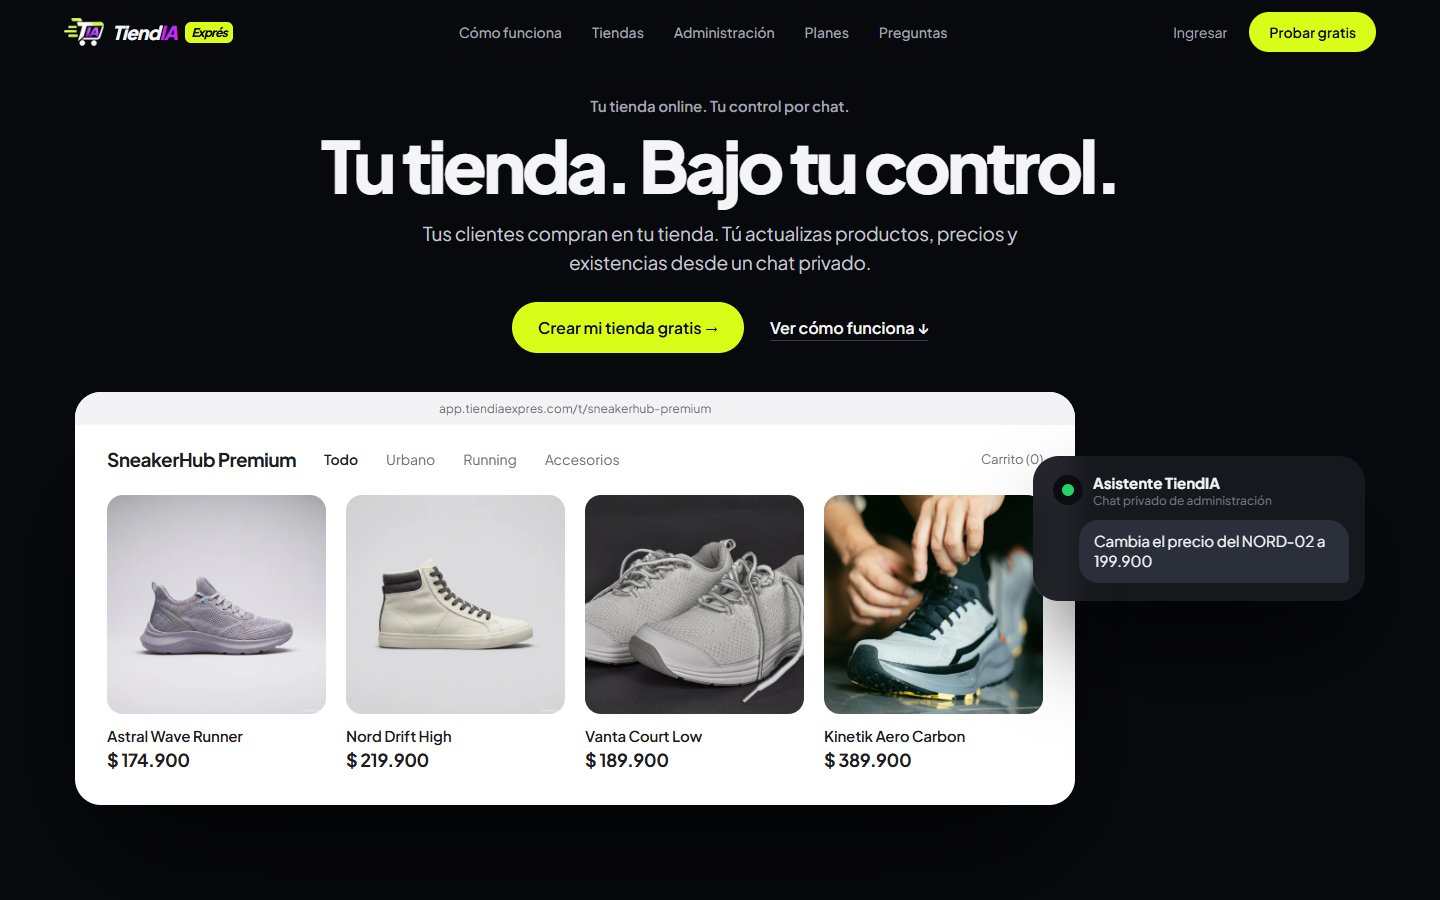 TIA TiendIA Exprés
Cómo funciona Tiendas Administración Planes Preguntas
Ingresar Probar gratis
Tu tienda online. Tu control por chat.
Tu tienda. Bajo tu control.
Tus clientes compran en tu tienda. Tú actualizas productos, precios y
existencias desde un chat privado.
Crear mi tienda gratis → Ver cómo funciona ↓
app.tiendiaexpres.com/t/sneakerhub-premium
SneakerHub Premium Todo Urbano Running Accesorios Carrito (0)
Asistente TiendIA
Chat privado de administración
Cambia el precio del NORD-02 a
199.900
Astral Wave Runner
$ 174.900
Nord Drift High
$ 219.900
Vanta Court Low
$ 189.900
Kinetik Aero Carbon
$ 389.900